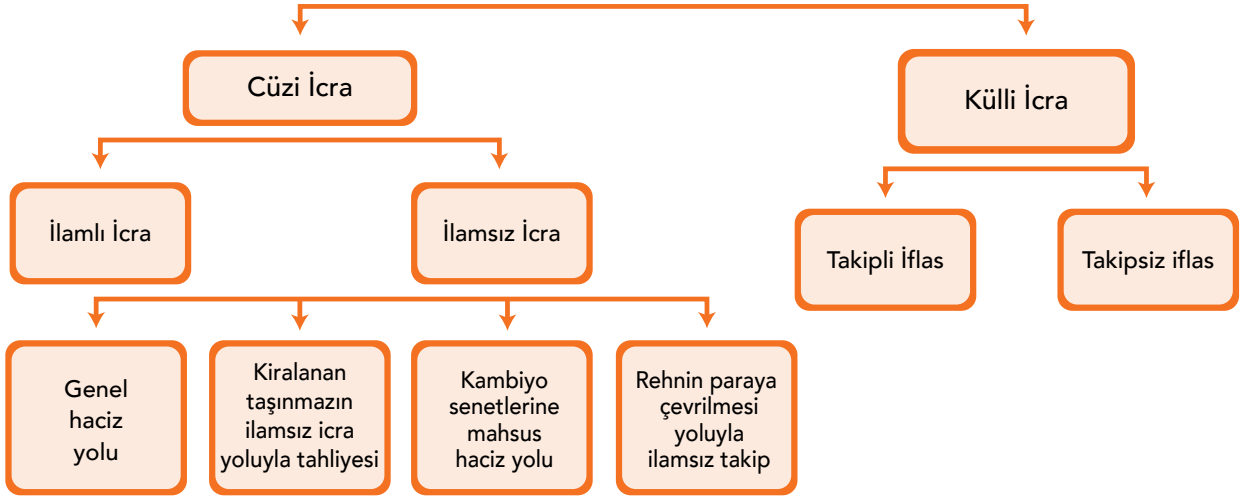 Cüzi İcra
Külli İcra
İlamlı İcra
İlamsız İcra
Takipli İflas
Takipsiz iflas
Genel
haciz
yolu
Kiralanan
taşınmazın
ilamsız icra
yoluyla tahliyesi
Kambiyo
senetlerine
mahsus
haciz yolu
Rehnin paraya
çevrilmesi
yoluyla
ilamsız takip